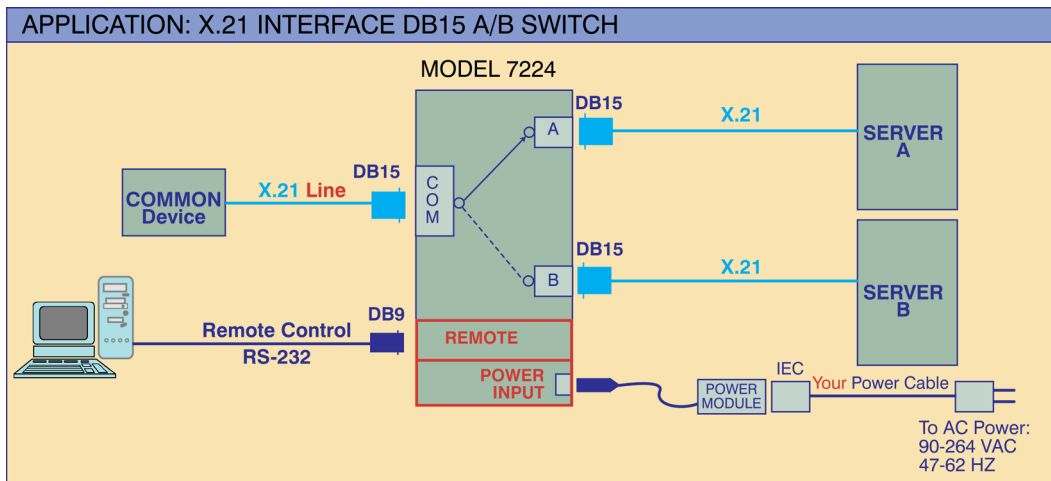 APPLICATION: X.21 INTERFACE DB15 A/B SWITCH
MODEL 7224
DB15
A
X.21
SERVER
A
DB15
COM
X.21 Line
COMMON
Device
DB15
B
X.21
SERVER
B
DB9
Remote Control
RS-232
REMOTE
POWER
INPUT
POWER
MODULE
IEC
Your Power Cable
To AC Power:
90-264 VAC
47-62 HZ